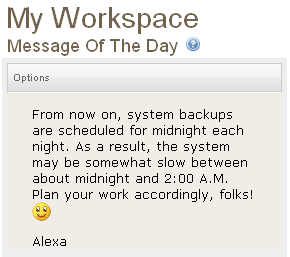 My Workspace
Message Of The Day ?
Options
From now on, system backups
are scheduled for midnight each
night. As a result, the system
may be somewhat slow between
about midnight and 2:00 A.M.
Plan your work accordingly, folks!
Alexa